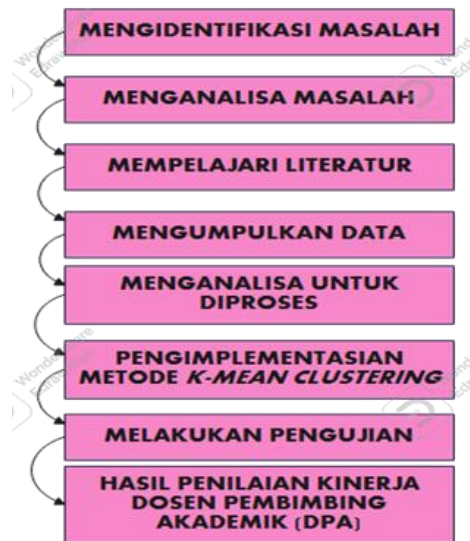 MENGIDENTIFIKASI MASALAH
MENGANALISA MASALAH
MEMPELAJARI LITERATUR
MENGUMPULKAN DATA
MENGANALISA UNTUK
DIPROSES
PENGIMPLEMENTASIAN
METODE K-MEAN CLUSTERING
MELAKUKAN PENGUJIAN
HASIL PENILAIAN KINERJA
DOSEN PEMBIMBING
AKADEMIK (DPA)